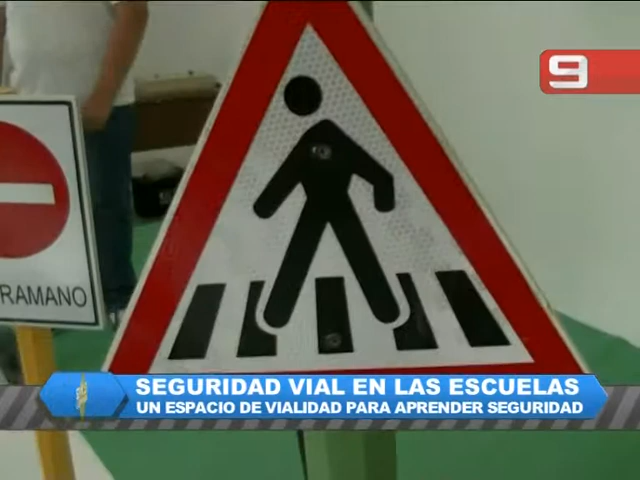 9
RAMANO
SEGURIDAD VIAL EN LAS ESCUELAS
UN ESPACIO DE VIALIDAD PARA APRENDER SEGURIDAD